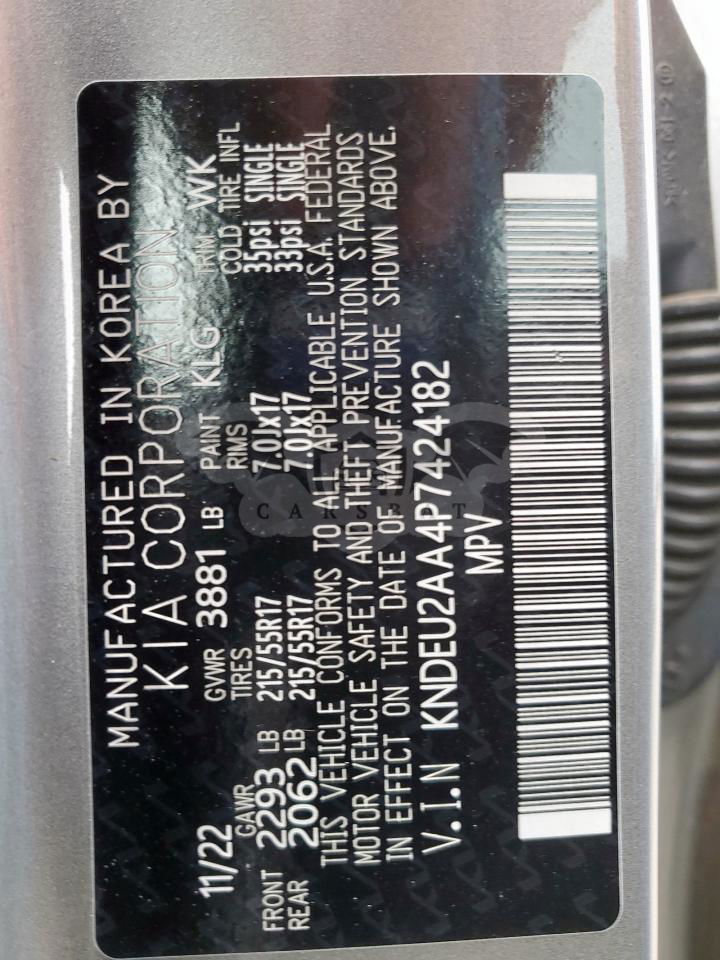 MANUFACTURED IN KOREA BY
KIA CORPORATION
11/22 GVWR 3881 LB PAINT KLG TRIM WK
GAWR TIRES RIMS COLD TIRE INFL
FRONT 2293 LB 215/55R17 7.0Jx17 35psi SINGLE
REAR 2062 LB 215/55R17 7.0Jx17 33psi SINGLE
THIS VEHICLE CONFORMS TO ALL APPLICABLE U.S.A. FEDERAL
MOTOR VEHICLE SAFETY AND THEFT PREVENTION STANDARDS
IN EFFECT ON THE DATE OF MANUFACTURE SHOWN ABOVE.
V.I.N KNDEU2AA4P7424182
MPV